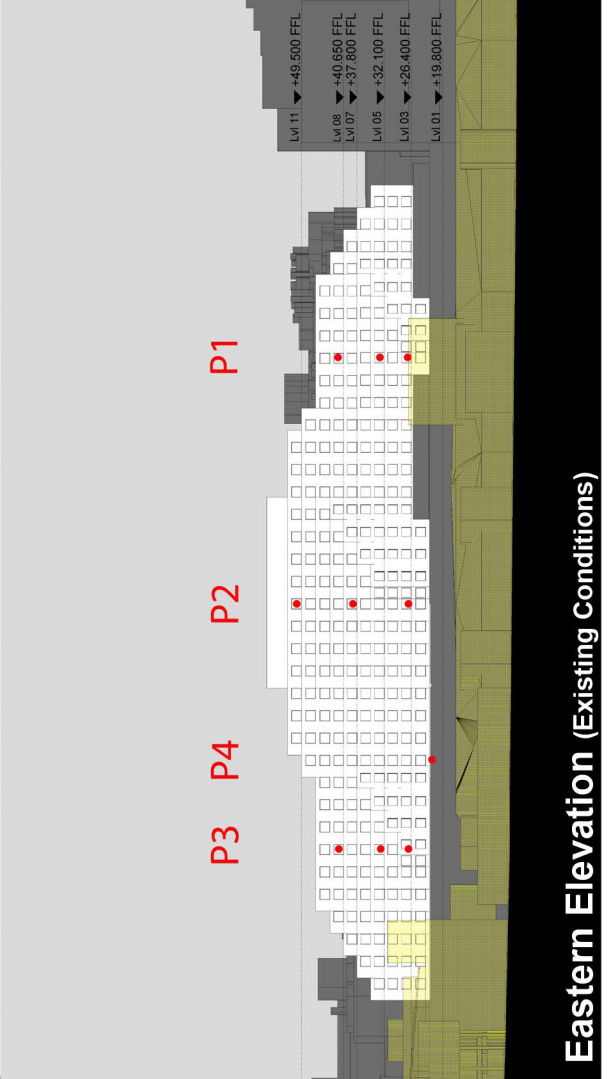 P3
P4
P2
P1
Lvl 11 +49.500 FFL
Lvl 08 +40.650 FFL
Lvl 07 +37.800 FFL
Lvl 05 +32.100 FFL
Lvl 03 +26.400 FFL
Lvl 01 +19.800 FFL
Eastern Elevation (Existing Conditions)